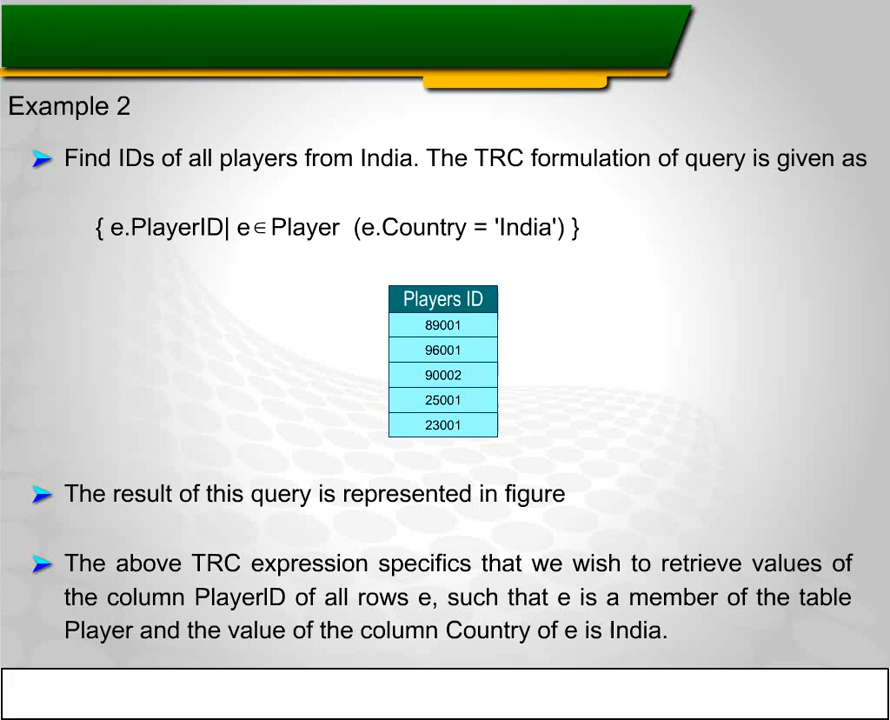 Example 2
Find IDs of all players from India. The TRC formulation of query is given as
{ e.PlayerID| e∈Player (e.Country = 'India') }
Players ID
89001
96001
90002
25001
23001
The result of this query is represented in figure
The above TRC expression specifics that we wish to retrieve values of
the column PlayerID of all rows e, such that e is a member of the table
Player and the value of the column Country of e is India.